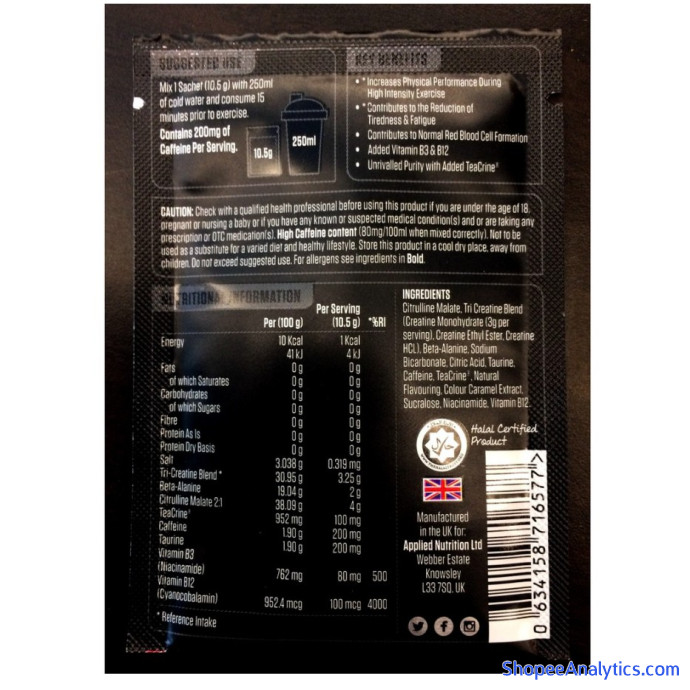 SUGGESTED USE
Mix 1 Sachet (10.5 g) with 250ml
of cold water and consume 15
minutes prior to exercise.
Contains 200mg of
Caffeine Per Serving.
10.5g
250ml
KEY BENEFITS
• * Increases Physical Performance During
High Intensity Exercise
• * Contributes to the Reduction of
Tiredness & Fatigue
• Contributes to Normal Red Blood Cell Formation
• Added Vitamin B3 & B12
• Unrivalled Purity with Added TeaCrine®
CAUTION: Check with a qualified health professional before using this product if you are under the age of 18,
pregnant or nursing a baby or if you have any known or suspected medical condition(s) and or are taking any
prescription or OTC medication(s). High Caffeine content (80mg/100ml when mixed correctly). Not to be
used as a substitute for a varied diet and healthy lifestyle. Store this product in a cool dry place, away from
children. Do not exceed suggested use. For allergens see ingredients in Bold.
NUTRITIONAL INFORMATION
Per (100 g) Per Serving (10.5 g) *%RI
Energy 10 Kcal 1 Kcal
41 kJ 4 kJ
Fats 0 g 0 g
of which Saturates 0 g 0 g
Carbohydrates 0 g 0 g
of which Sugars 0 g 0 g
Fibre 0 g 0 g
Protein As Is 0 g 0 g
Protein Dry Basis 0 g 0 g
Salt 3.038 g 0.319 mg
Tri-Creatine Blend * 30.95 g 3.25 g
Beta-Alanine 19.04 g 2 g
Citrulline Malate 2:1 38.09 g 4 g
TeaCrine® 952 mg 100 mg
Caffeine 1.90 g 200 mg
Taurine 1.90 g 200 mg
Vitamin B3
(Niacinamide) 762 mg 80 mg 500
Vitamin B12
(Cyanocobalamin) 952.4 mcg 100 mcg 4000
* Reference Intake
INGREDIENTS
Citrulline Malate, Tri Creatine Blend
(Creatine Monohydrate (3g per
serving), Creatine Ethyl Ester, Creatine
HCL), Beta-Alanine, Sodium
Bicarbonate, Citric Acid, Taurine,
Caffeine, TeaCrine®, Natural
Flavouring, Colour Caramel Extract,
Sucralose, Niacinamide, Vitamin B12.
حلال
Halal Certified
Product
Manufactured
in the UK for:
Applied Nutrition Ltd
Webber Estate
Knowsley
L33 7SQ. UK
0 634158 716577 >
ShopeeAnalytics.com